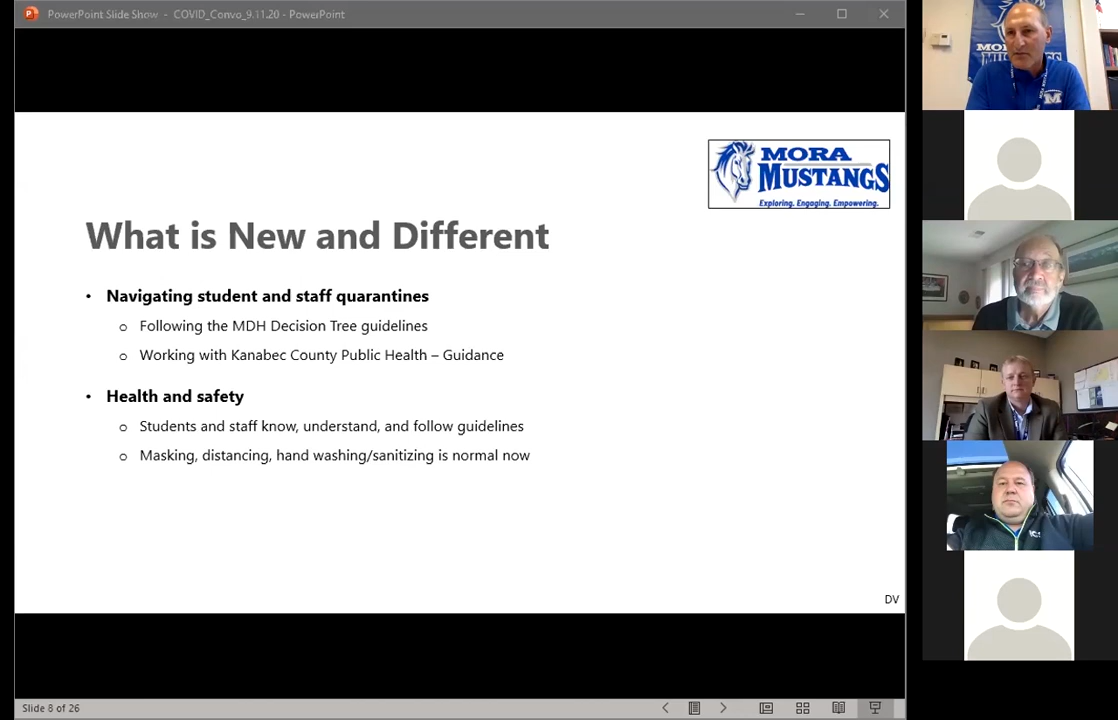 PowerPoint Slide Show - COVID_Convo_9.11.20 - PowerPoint
MORA
MUSTANGS
Exploring. Engaging. Empowering.
What is New and Different
• Navigating student and staff quarantines
o Following the MDH Decision Tree guidelines
o Working with Kanabec County Public Health – Guidance
• Health and safety
o Students and staff know, understand, and follow guidelines
o Masking, distancing, hand washing/sanitizing is normal now
DV
Slide 8 of 26
MUSTANGS
M